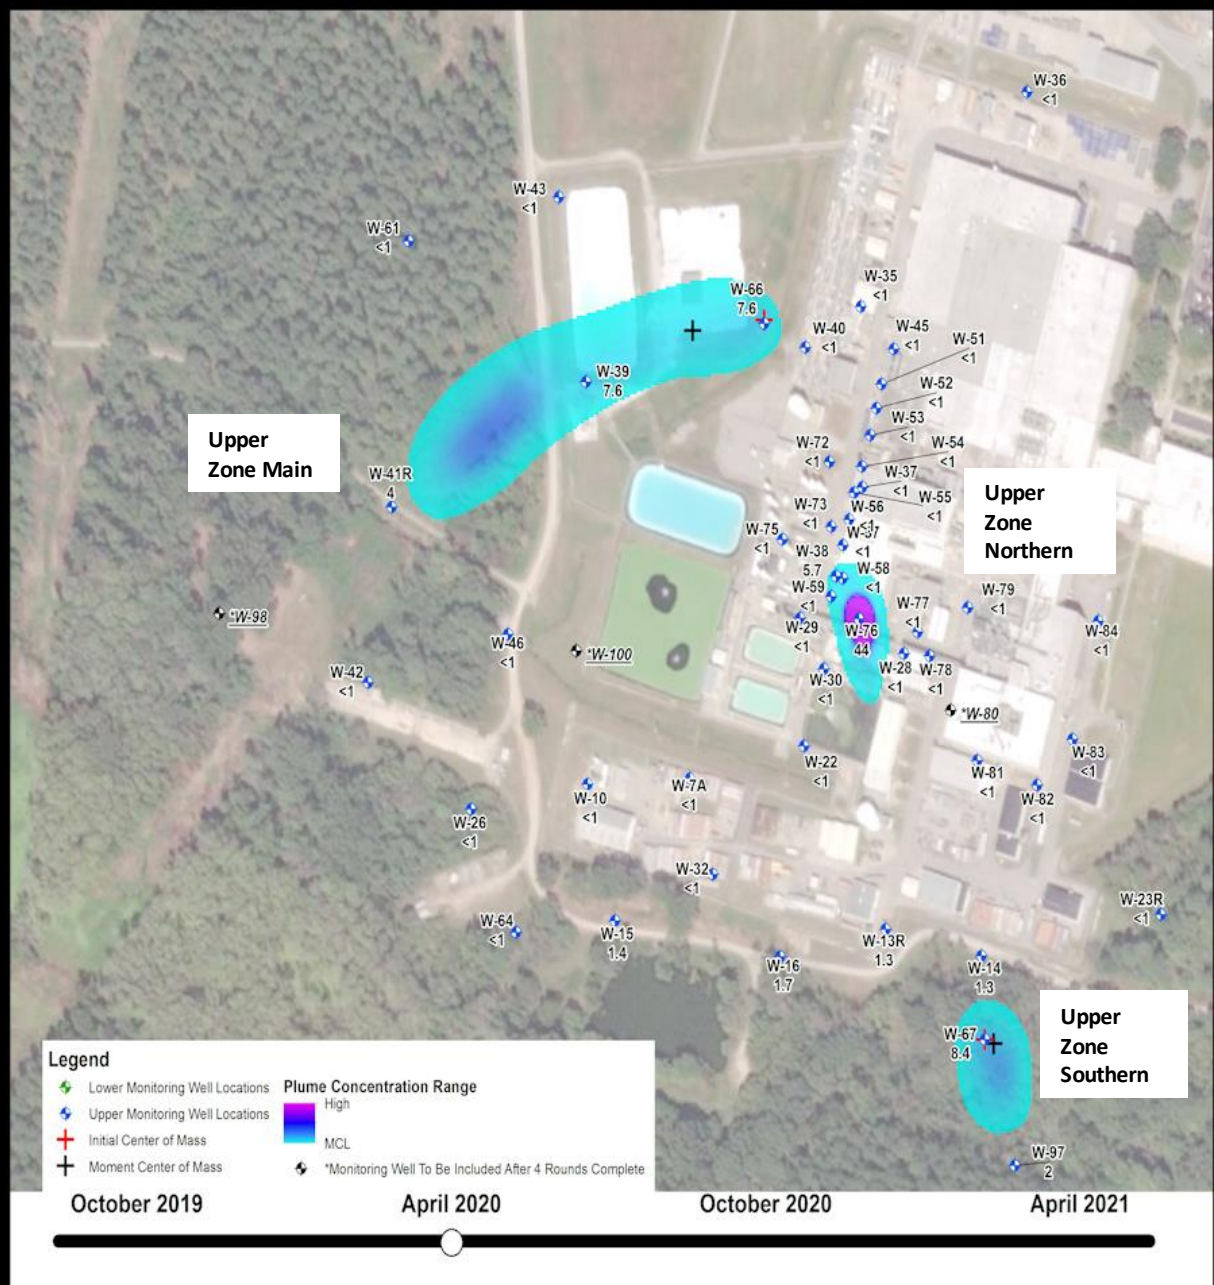 W-36
<1
W-43
<1
W-61
<1
W-66
7.6
W-35
<1
W-40
<1
W-45
<1
W-51
<1
W-52
<1
W-39
7.6
W-53
<1
Upper
Zone Main
W-41R
4
W-72
<1
W-54
<1
W-37
<1
W-55
<1
Upper
Zone
Northern
W-73
<1
W-56
<1
W-75
<1
<1
W-38
5.7
W-58
<1
W-59
<1
W-29
<1
W-76
44
W-77
<1
W-79
<1
W-84
<1
*W-98
W-46
<1
*W-100
W-42
<1
W-30
<1
W-28
<1
W-78
<1
*W-80
W-22
<1
W-83
<1
W-81
<1
W-82
<1
W-10
<1
W-7A
<1
W-26
<1
W-32
<1
W-23R
<1
W-64
<1
W-15
1.4
W-13R
1.3
W-16
1.7
W-14
1.3
Upper
Zone
Southern
W-67
8.4
W-97
2
Legend
Lower Monitoring Well Locations
Upper Monitoring Well Locations
Initial Center of Mass
Moment Center of Mass
Plume Concentration Range
High
MCL
*Monitoring Well To Be Included After 4 Rounds Complete
October 2019
April 2020
October 2020
April 2021